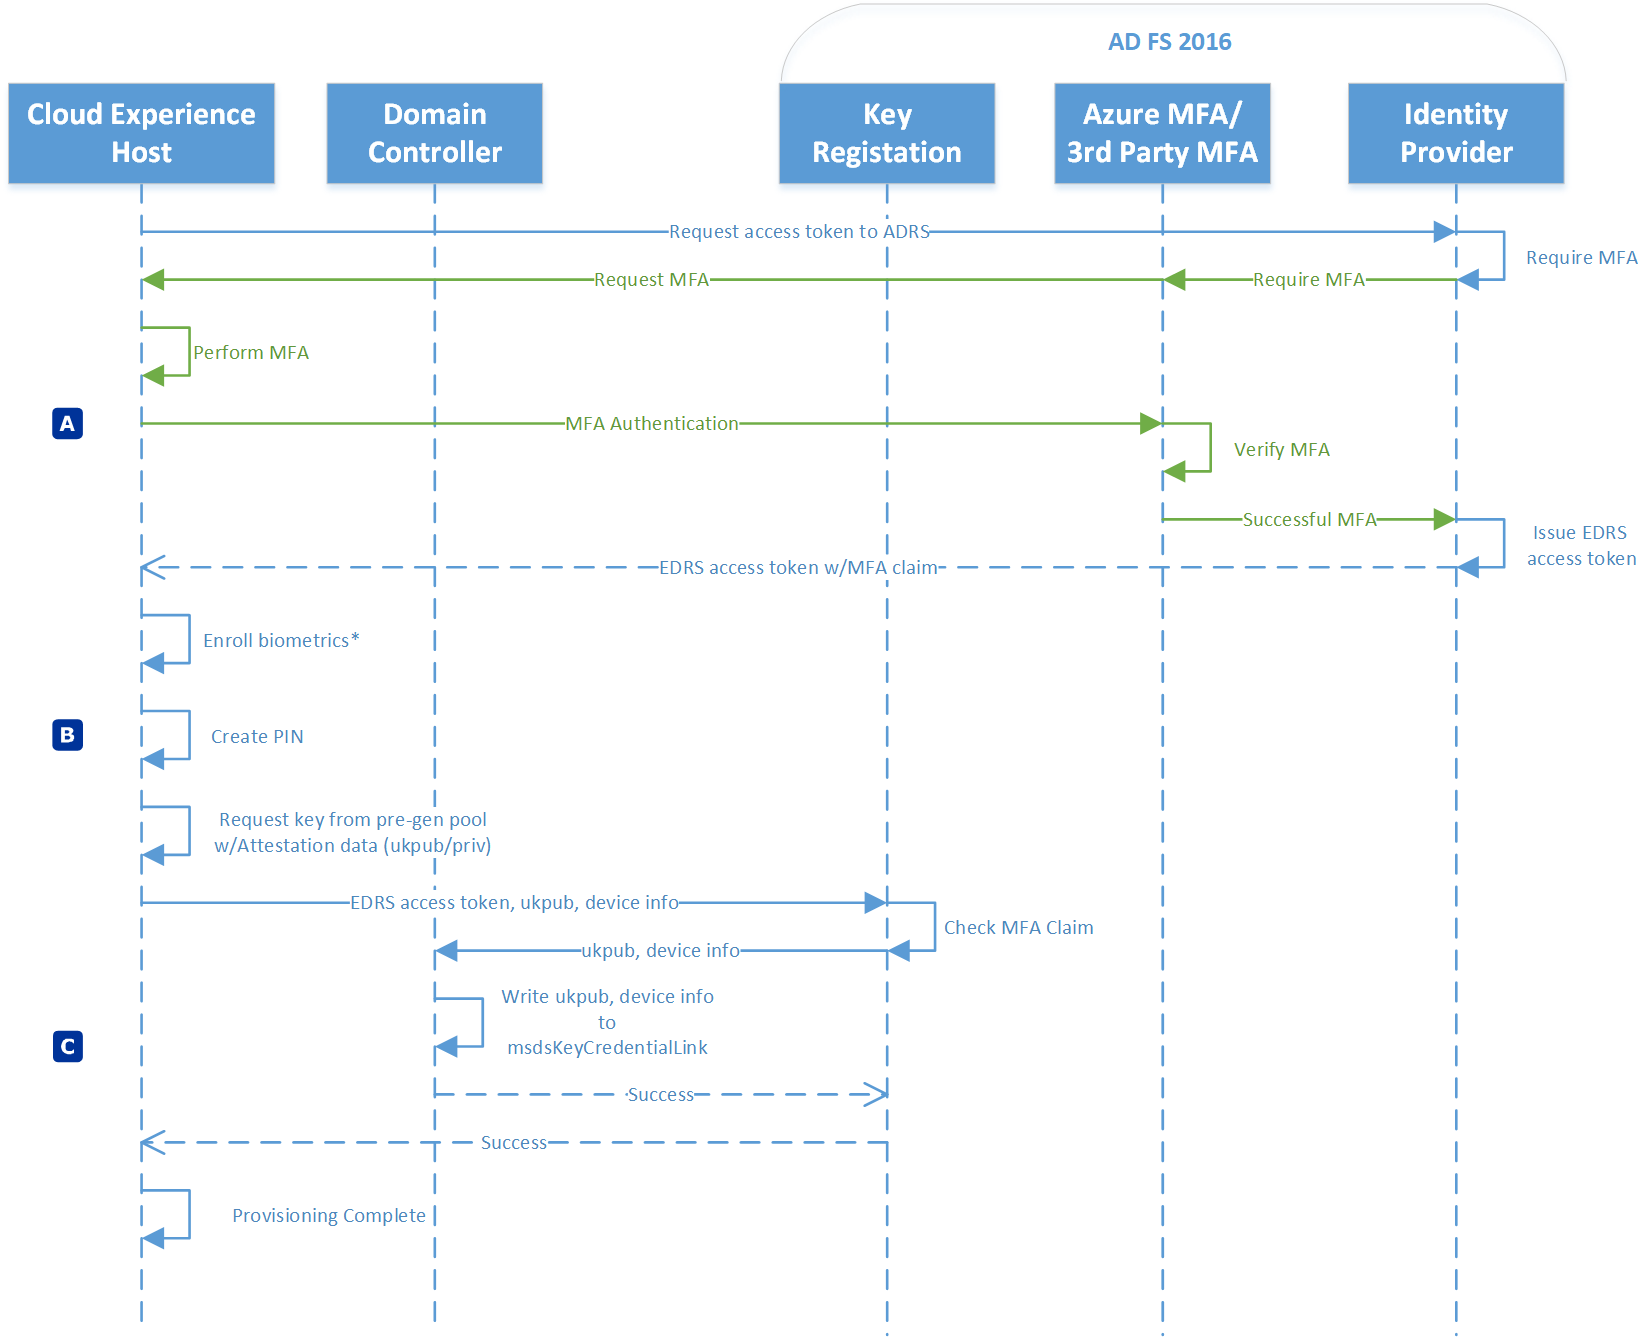 AD FS 2016
Cloud Experience
Host
Domain
Controller
Key
Registation
Azure MFA/
3rd Party MFA
Identity
Provider
Request access token to ADRS
Require MFA
Request MFA
Require MFA
Perform MFA
A
MFA Authentication
Verify MFA
Successful MFA
Issue EDRS
access token
EDRS access token w/MFA claim
Enroll biometrics*
B
Create PIN
Request key from pre-gen pool
w/Attestation data (ukpub/priv)
EDRS access token, ukpub, device info
Check MFA Claim
ukpub, device info
Write ukpub, device info
to
msdsKeyCredentialLink
C
Success
Success
Provisioning Complete